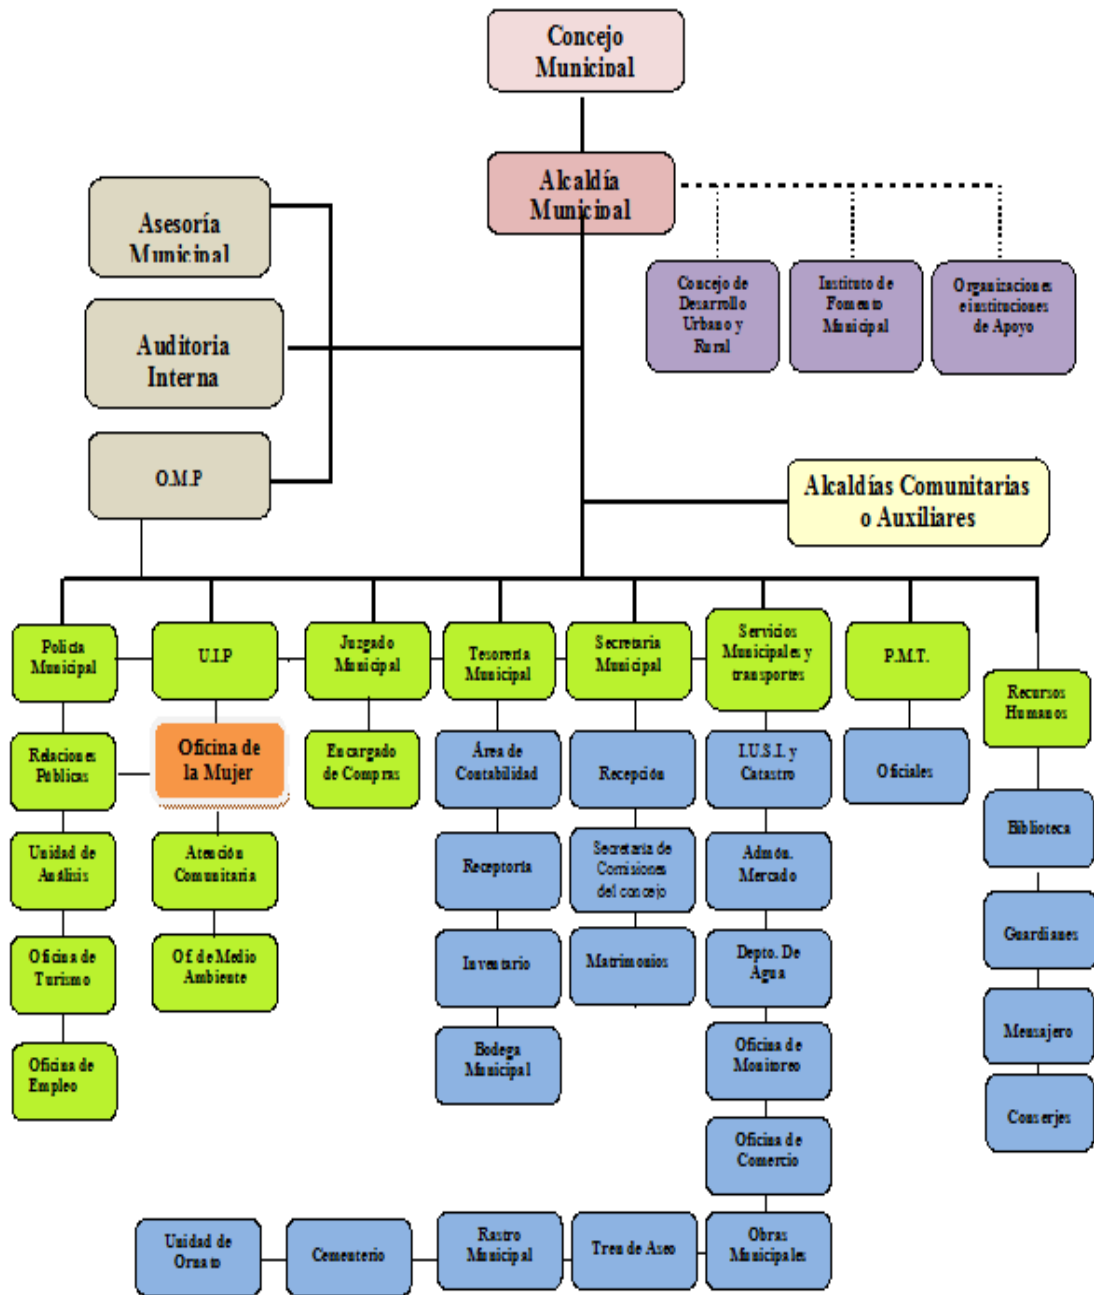 Concejo
Municipal
Alcaldía
Municipal
Asesoría
Municipal
Concejo de
Desarrollo
Urbano y
Rural
Instituto de
Fomento
Municipal
Organizaciones
e instituciones
de Apoyo
Auditoria
Interna
O.M.P
Alcaldías Comunitarias
o Auxiliares
Policía
Municipal
U.I.P
Juzgado
Municipal
Tesorería
Municipal
Secretaria
Municipal
Servicios
Municipales y
transportes
P.M.T.
Recursos
Humanos
Relaciones
Públicas
Oficina de
la Mujer
Encargado
de Compras
Área de
Contabilidad
Recepción
I.U.S.I. y
Catastro
Oficiales
Biblioteca
Unidad de
Análisis
Atención
Comunitaria
Receptoría
Secretaria de
Comisiones
del concejo
Admón.
Mercado
Guardianes
Oficina de
Turismo
Of. de Medio
Ambiente
Inventario
Matrimonios
Depto. De
Água
Mensajero
Oficina de
Empleo
Bodega
Municipal
Oficina de
Monitoreo
Conserjes
Oficina de
Comercio
Unidad de
Ornato
Cementerio
Rastro
Municipal
Tren de Aseo
Obras
Municipales